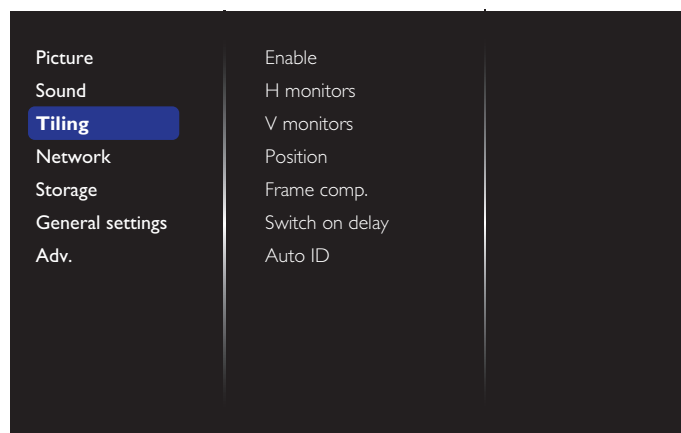 Picture
Sound
Tiling
Network
Storage
General settings
Adv.
Enable
H monitors
V monitors
Position
Frame comp.
Switch on delay
Auto ID